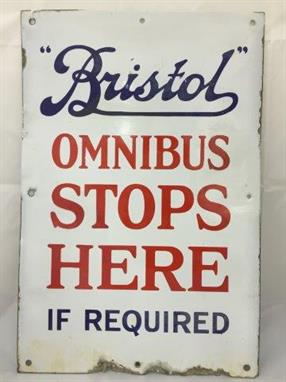 "Bristol"
OMNIBUS
STOPS
HERE
IF REQUIRED